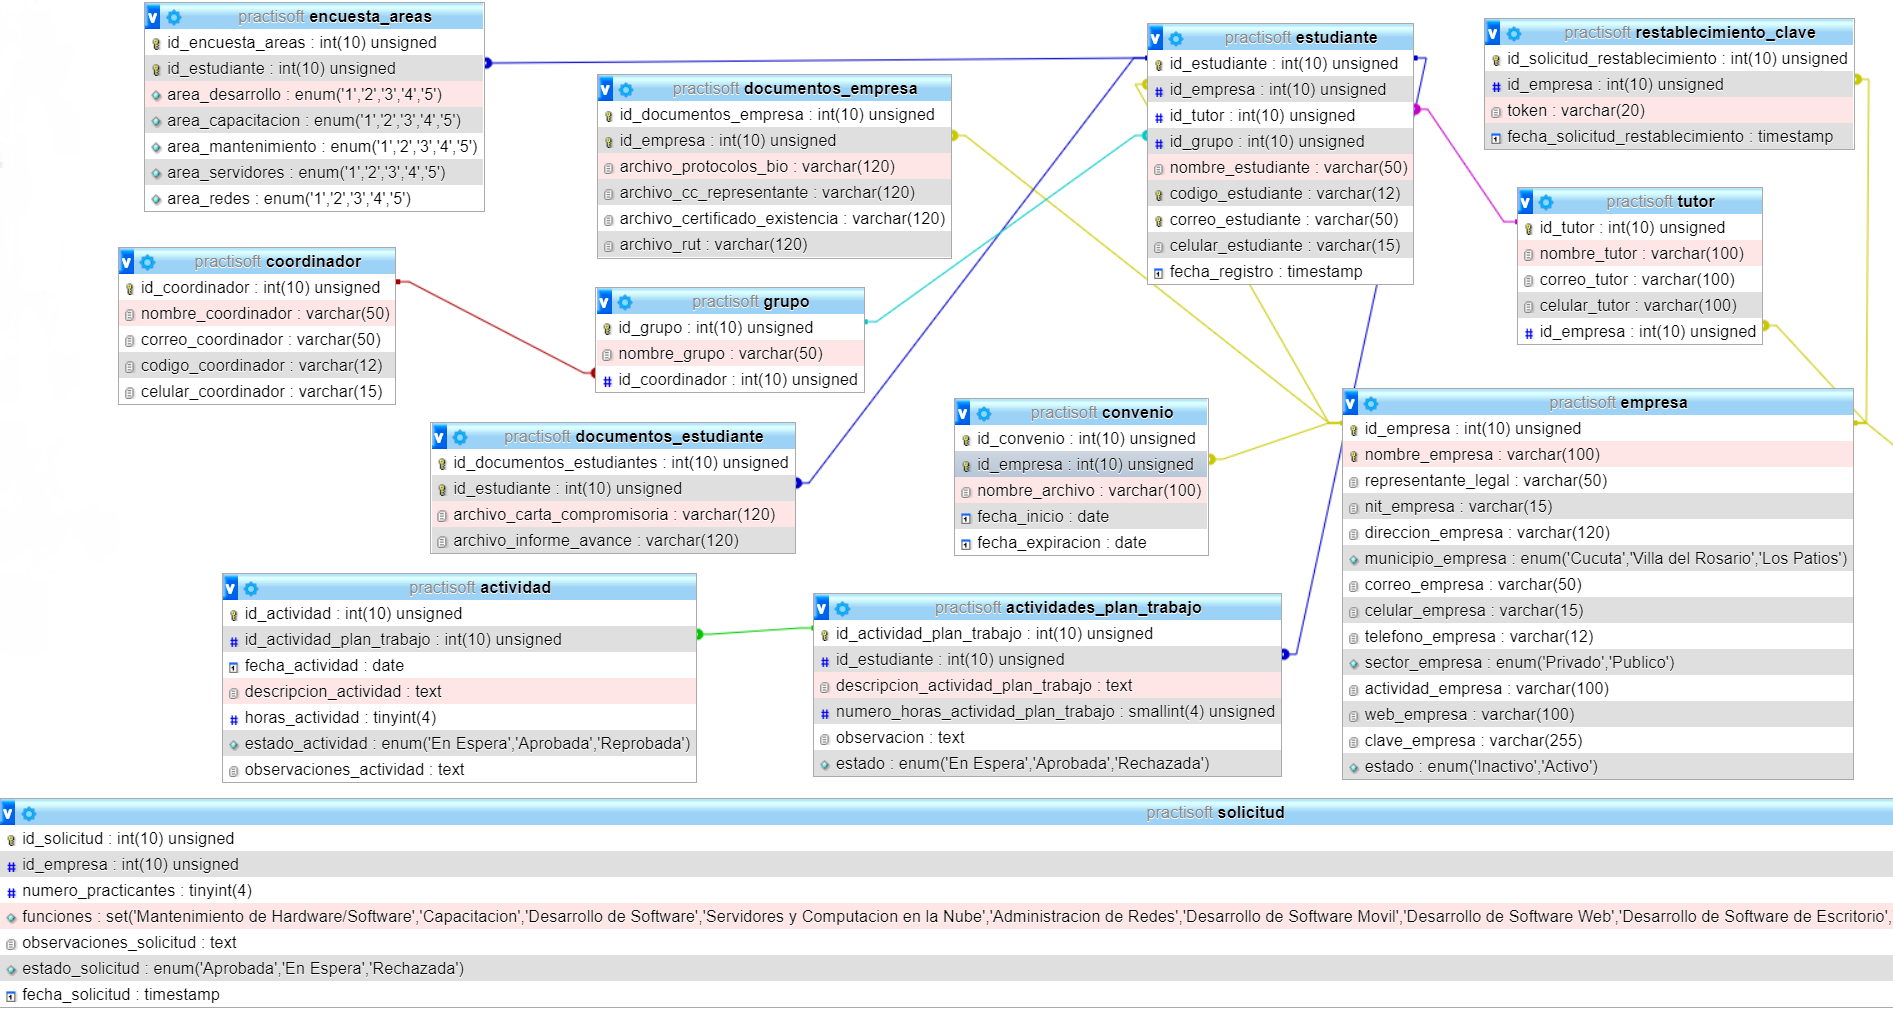 practisoft encuesta_areas
id_encuesta_areas : int(10) unsigned
id_estudiante : int(10) unsigned
area_desarrollo : enum('1','2','3','4','5')
area_capacitacion : enum('1','2','3','4','5')
area_mantenimiento : enum('1','2','3','4','5')
area_servidores : enum('1','2','3','4','5')
area_redes : enum('1','2','3','4','5')
practisoft documentos_empresa
id_documentos_empresa : int(10) unsigned
id_empresa : int(10) unsigned
archivo_protocolos_bio : varchar(120)
archivo_cc_representante : varchar(120)
archivo_certificado_existencia : varchar(120)
archivo_rut : varchar(120)
practisoft estudiante
id_estudiante : int(10) unsigned
id_empresa : int(10) unsigned
id_tutor : int(10) unsigned
id_grupo : int(10) unsigned
nombre_estudiante : varchar(50)
codigo_estudiante : varchar(12)
correo_estudiante : varchar(50)
celular_estudiante : varchar(15)
fecha_registro : timestamp
practisoft restablecimiento_clave
id_solicitud_restablecimiento : int(10) unsigned
id_empresa : int(10) unsigned
token : varchar(20)
fecha_solicitud_restablecimiento : timestamp
practisoft tutor
id_tutor : int(10) unsigned
nombre_tutor : varchar(100)
correo_tutor : varchar(100)
celular_tutor : varchar(100)
id_empresa : int(10) unsigned
practisoft coordinador
id_coordinador : int(10) unsigned
nombre_coordinador : varchar(50)
correo_coordinador : varchar(50)
codigo_coordinador : varchar(12)
celular_coordinador : varchar(15)
practisoft grupo
id_grupo : int(10) unsigned
nombre_grupo : varchar(50)
id_coordinador : int(10) unsigned
practisoft documentos_estudiante
id_documentos_estudiantes : int(10) unsigned
id_estudiante : int(10) unsigned
archivo_carta_compromisoria : varchar(120)
archivo_informe_avance : varchar(120)
practisoft convenio
id_convenio : int(10) unsigned
id_empresa : int(10) unsigned
nombre_archivo : varchar(100)
fecha_inicio : date
fecha_expiracion : date
practisoft empresa
id_empresa : int(10) unsigned
nombre_empresa : varchar(100)
representante_legal : varchar(50)
nit_empresa : varchar(15)
direccion_empresa : varchar(120)
municipio_empresa : enum('Cucuta','Villa del Rosario','Los Patios')
correo_empresa : varchar(50)
celular_empresa : varchar(15)
telefono_empresa : varchar(12)
sector_empresa : enum('Privado','Publico')
actividad_empresa : varchar(100)
web_empresa : varchar(100)
clave_empresa : varchar(255)
estado : enum('Inactivo','Activo')
practisoft actividad
id_actividad : int(10) unsigned
id_actividad_plan_trabajo : int(10) unsigned
fecha_actividad : date
descripcion_actividad : text
horas_actividad : tinyint(4)
estado_actividad : enum('En Espera','Aprobada','Reprobada')
observaciones_actividad : text
practisoft actividades_plan_trabajo
id_actividad_plan_trabajo : int(10) unsigned
id_estudiante : int(10) unsigned
descripcion_actividad_plan_trabajo : text
numero_horas_actividad_plan_trabajo : smallint(4) unsigned
observacion : text
estado : enum('En Espera','Aprobada','Rechazada')
practisoft solicitud
id_solicitud : int(10) unsigned
id_empresa : int(10) unsigned
numero_practicantes : tinyint(4)
funciones : set('Mantenimiento de Hardware/Software','Capacitacion','Desarrollo de Software','Servidores y Computacion en la Nube','Administracion de Redes','Desarrollo de Software Movil','Desarrollo de Software Web','Desarrollo de Software de Escritorio',
observaciones_solicitud : text
estado_solicitud : enum('Aprobada','En Espera','Rechazada')
fecha_solicitud : timestamp